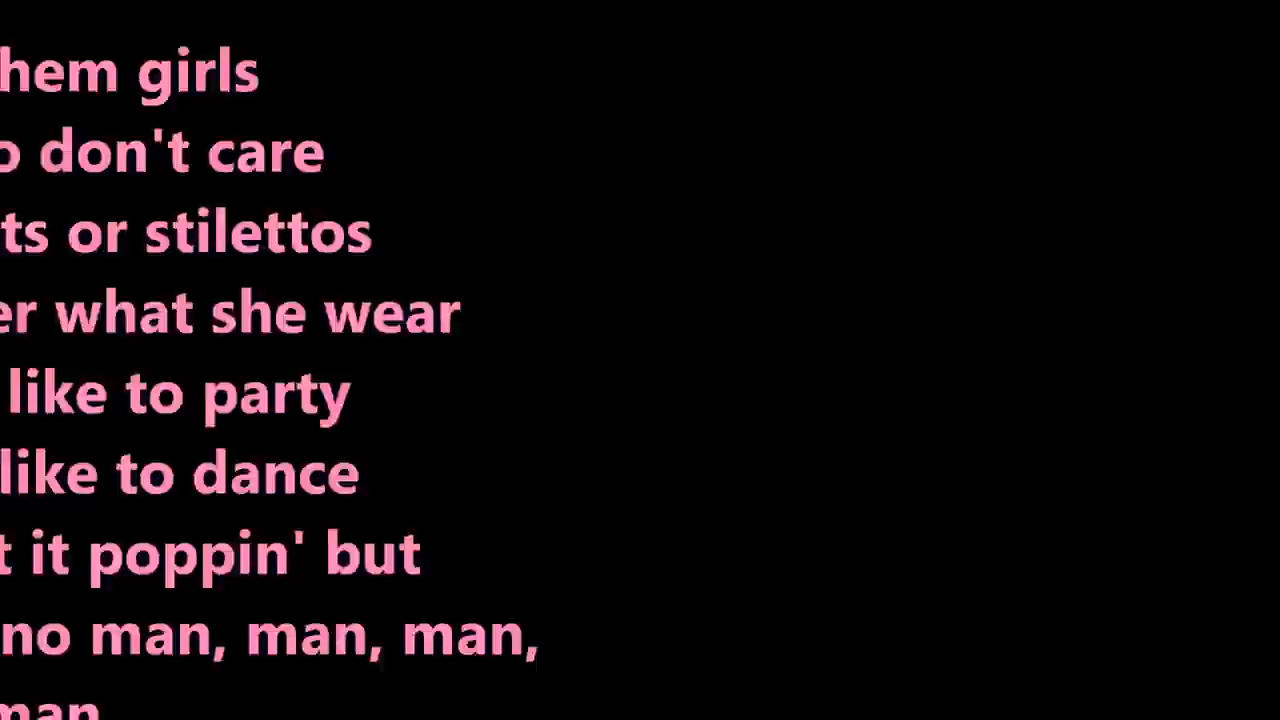 hem girls
o don't care
ts or stilettos
er what she wear
like to party
like to dance
t it poppin' but
no man, man, man,
man